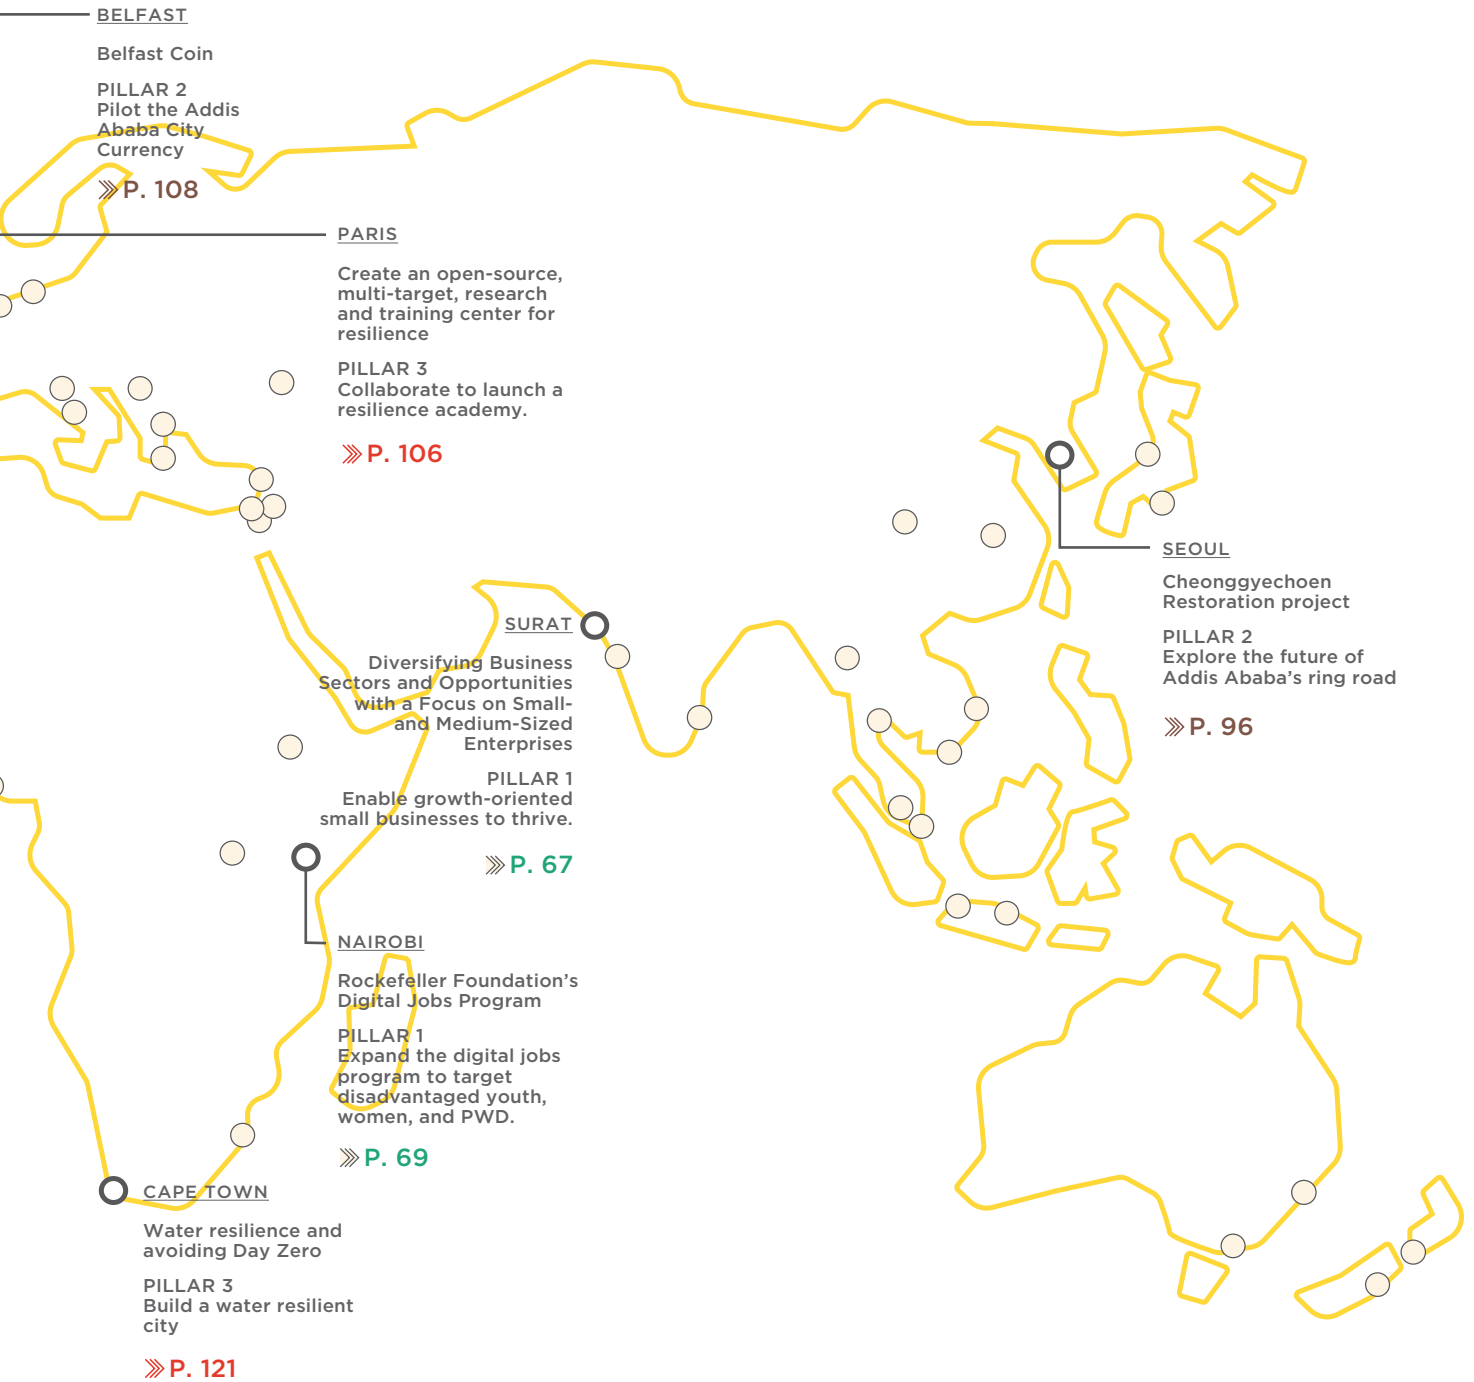 BELFAST
Belfast Coin
PILLAR 2
Pilot the Addis
Ababa City
Currency
P. 108
PARIS
Create an open-source,
multi-target, research
and training center for
resilience
PILLAR 3
Collaborate to launch a
resilience academy.
P. 106
SEOUL
Cheonggyechoen
Restoration project
PILLAR 2
Explore the future of
Addis Ababa's ring road
P. 96
SURAT
Diversifying Business
Sectors and Opportunities
with a Focus on Small-
and Medium-Sized
Enterprises
PILLAR 1
Enable growth-oriented
small businesses to thrive.
P. 67
NAIROBI
Rockefeller Foundation's
Digital Jobs Program
PILLAR 1
Expand the digital jobs
program to target
disadvantaged youth,
women, and PWD.
P. 69
CAPE TOWN
Water resilience and
avoiding Day Zero
PILLAR 3
Build a water resilient
city
P. 121